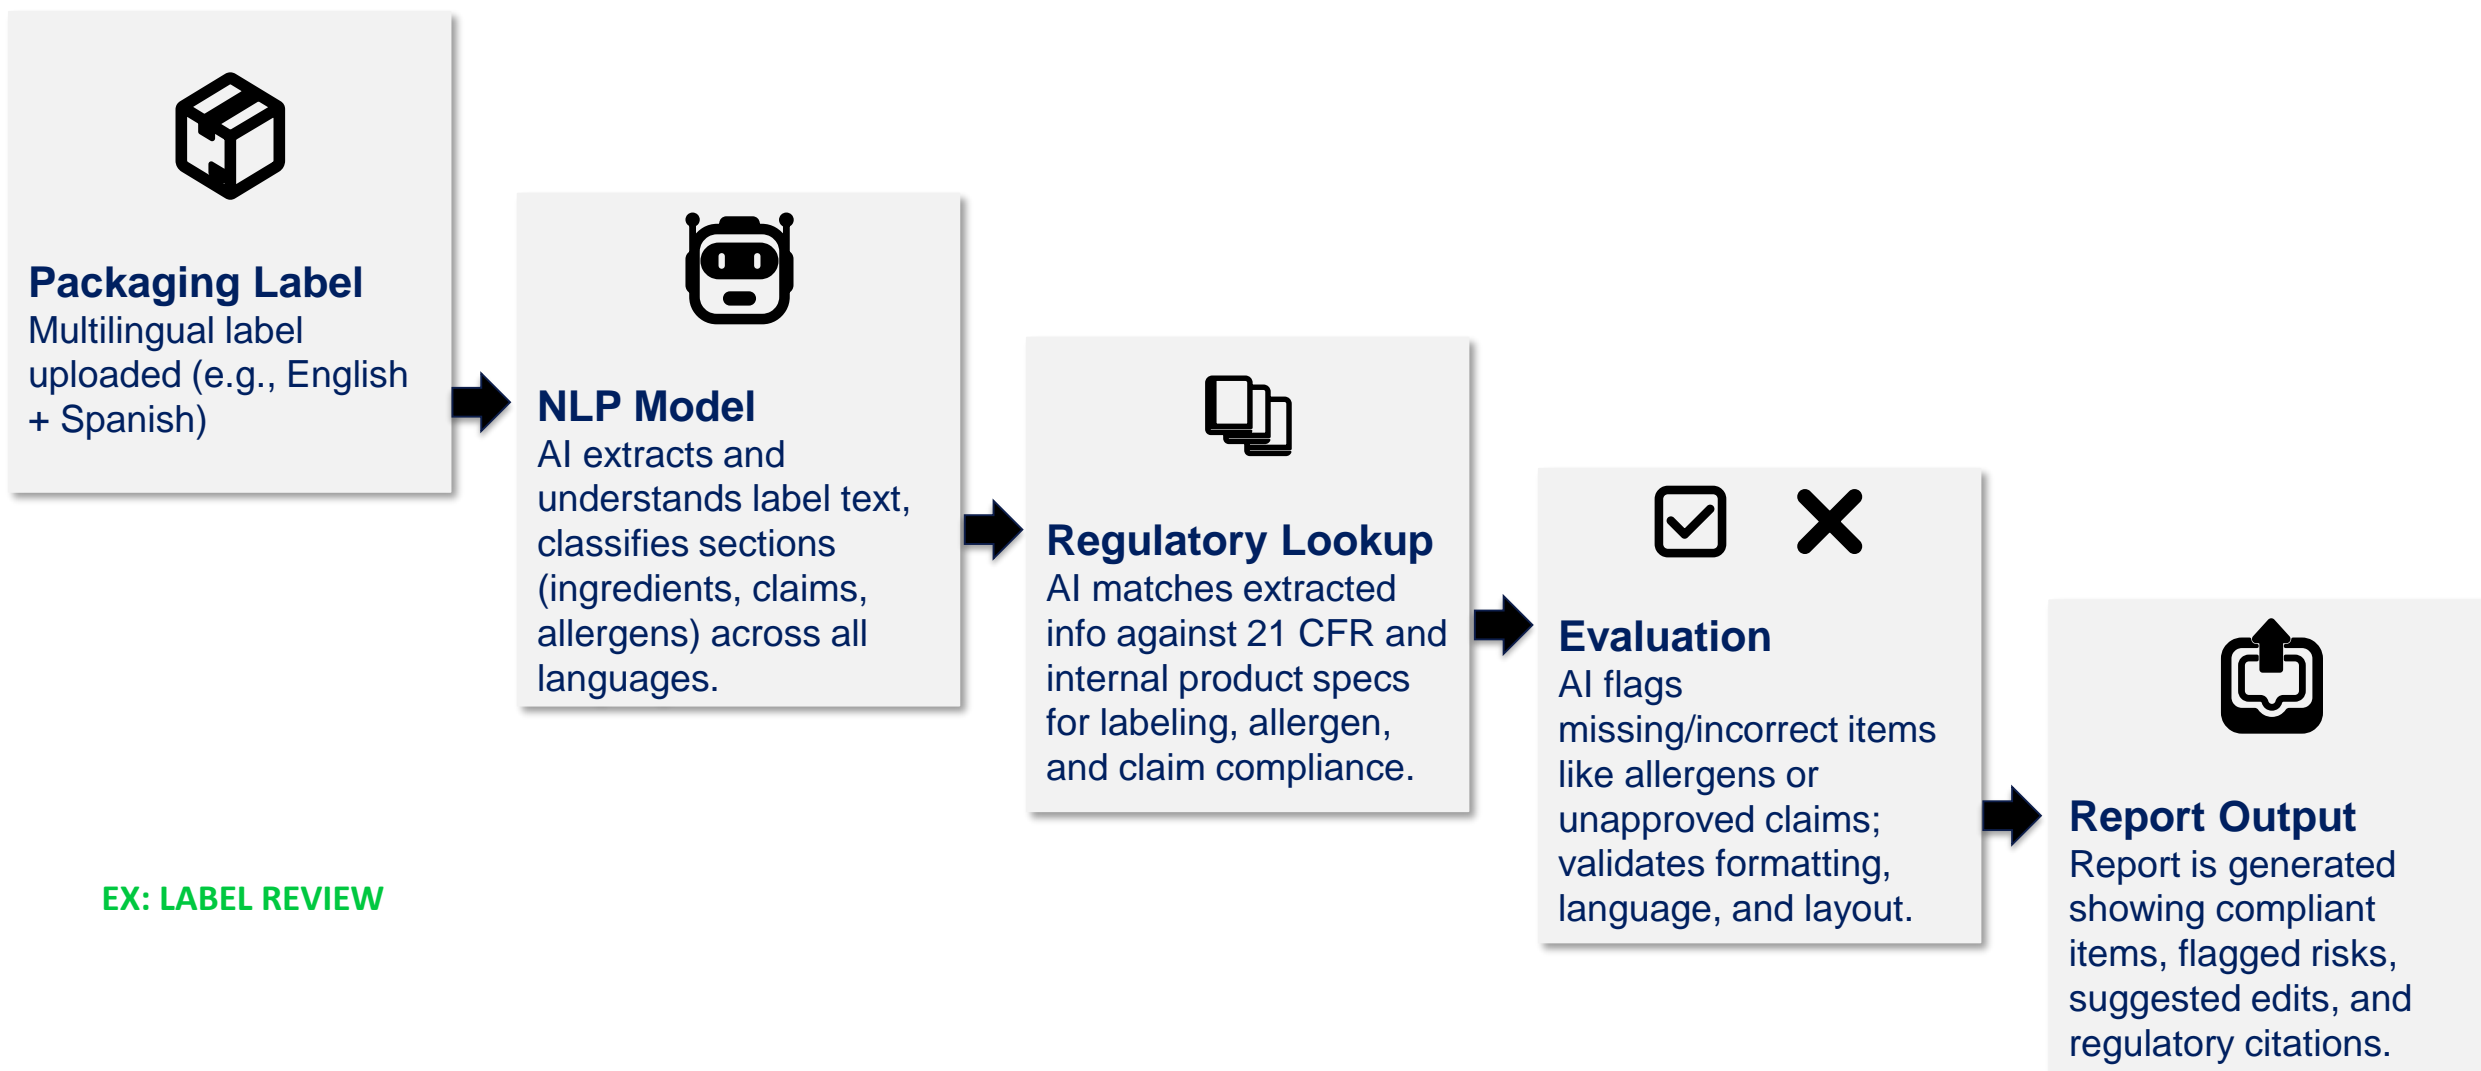 Packaging Label
Multilingual label
uploaded (e.g., English
+ Spanish)
NLP Model
AI extracts and
understands label text,
classifies sections
(ingredients, claims,
allergens) across all
languages.
Regulatory Lookup
AI matches extracted
info against 21 CFR and
internal product specs
for labeling, allergen,
and claim compliance.
Evaluation
AI flags
missing/incorrect items
like allergens or
unapproved claims;
validates formatting,
language, and layout.
Report Output
Report is generated
showing compliant
items, flagged risks,
suggested edits, and
regulatory citations.
EX: LABEL REVIEW